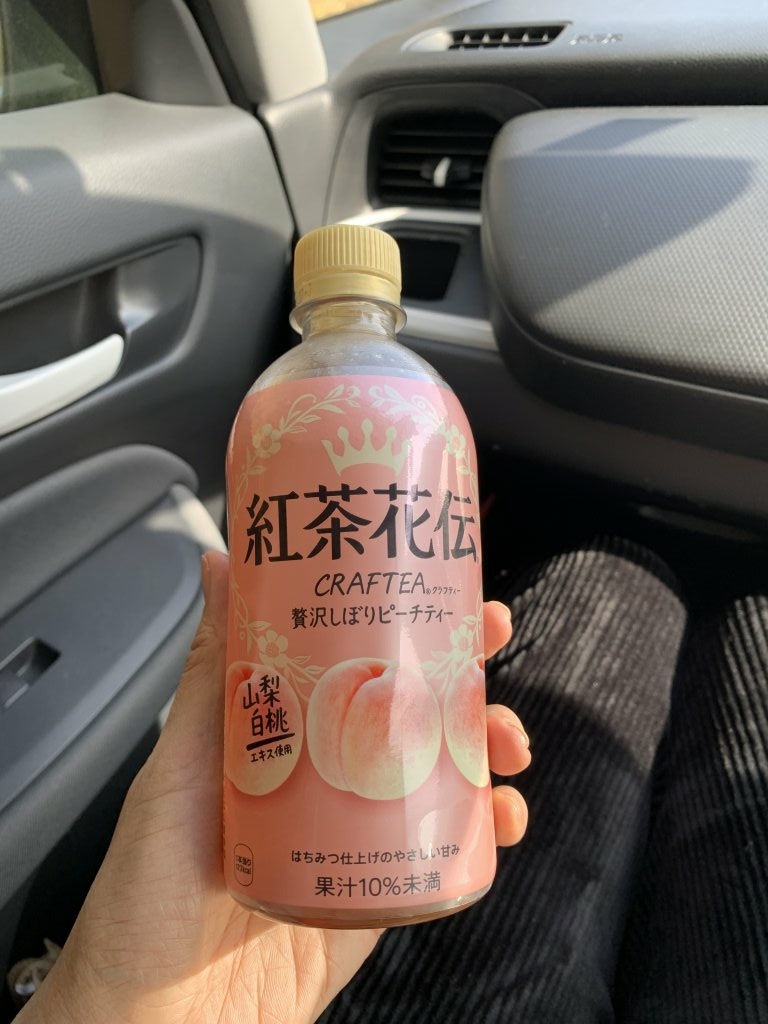 紅茶花伝
CRAFTEA®クラフティー
贅沢しぼりピーチティー
山梨
白桃
エキス使用
はちみつ仕上げのやさしい甘み
果汁10%未満